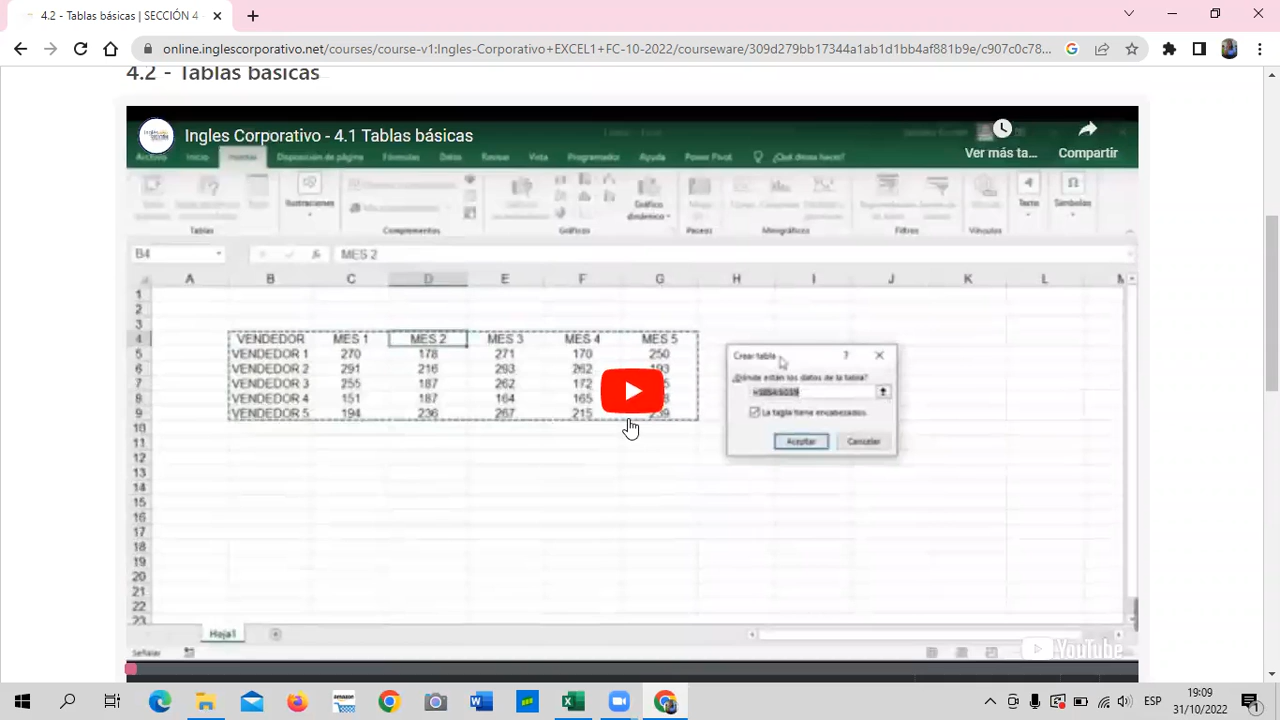 4.2 - Tablas básicas | SECCIÓN 4 -
online.inglescorporativo.net/courses/course-v1:Ingles-Corporativo+EXCEL1+FC-10-2022/courseware/309d279bb17344a1ab1d1bb4af881b9e/c907c0c78...
4.2 - Tablas básicas
Ingles Corporativo - 4.1 Tablas básicas
Ver más ta...
Compartir
Archivo Inicio Insertar Disposición de página Fórmulas Datos Revisar Vista Programador Ayuda Power Pivot ¿Qué desea hacer?
Ilustraciones
Gráfico dinámico
Texto
Símbolos
Tablas Complementos Gráficos Paseos Minigráficos Filtros Vínculos
B4 MES 2
A B C D E F G H I J K L M
1
2
3
4 VENDEDOR MES 1 MES 2 MES 3 MES 4 MES 5
5 VENDEDOR 1 270 178 271 170 250
6 VENDEDOR 2 291 216 293 262
7 VENDEDOR 3 255 187 262 172
8 VENDEDOR 4 151 187 164 165
9 VENDEDOR 5 194 236 267 215
10
11
12
13
14
15
16
17
18
19
20
21
22
23
Crear tabla ?
¿Dónde están los datos de la tabla?
La tabla tiene encabezados.
Aceptar Cancelar
Hoja1
Señalar
YouTube
ESP
19:09
31/10/2022